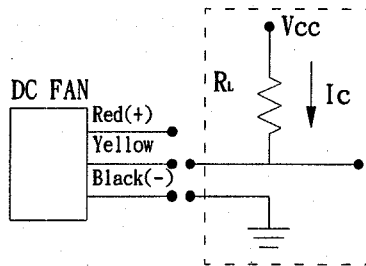 Vcc
DC FAN
RL
Ic
Red(+)
Yellow
Black(-)